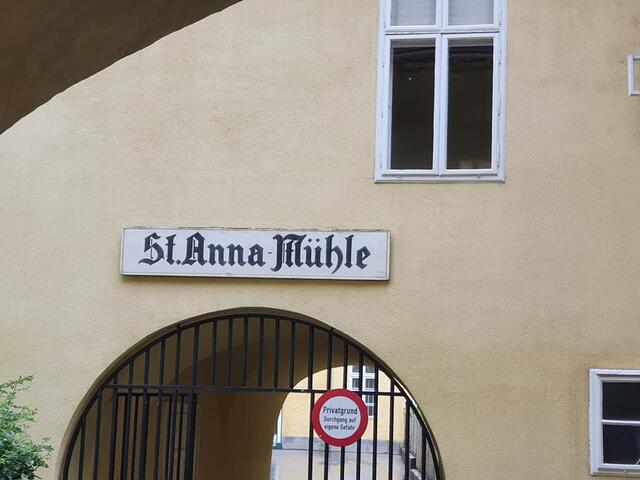 St. Anna-Mühle
Privatgrund
Durchgang auf
eigene Gefahr